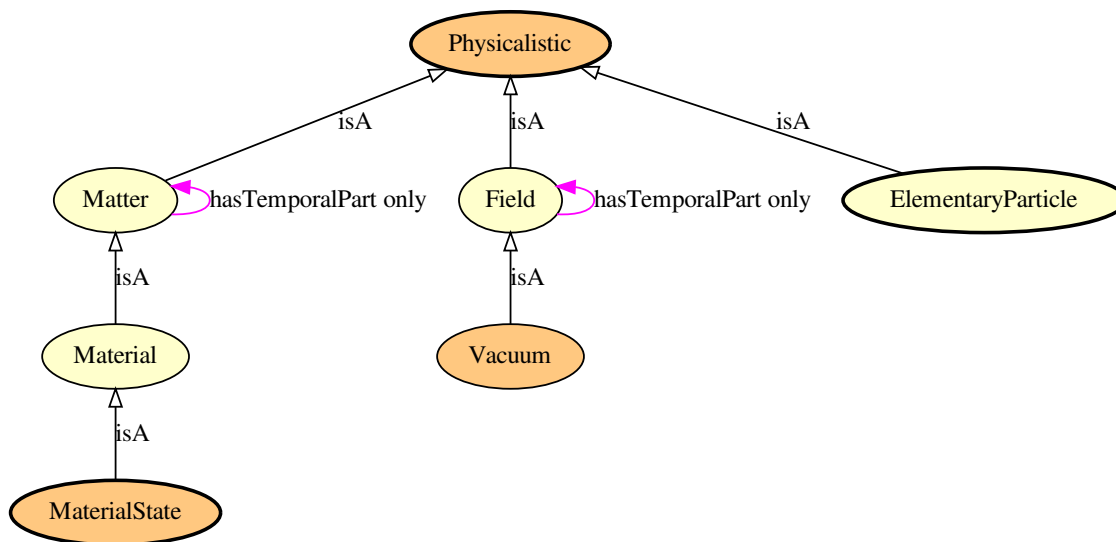 Physicalistic
isA
isA
isA
Matter
hasTemporalPart only
Field
hasTemporalPart only
ElementaryParticle
isA
isA
Material
Vacuum
isA
MaterialState